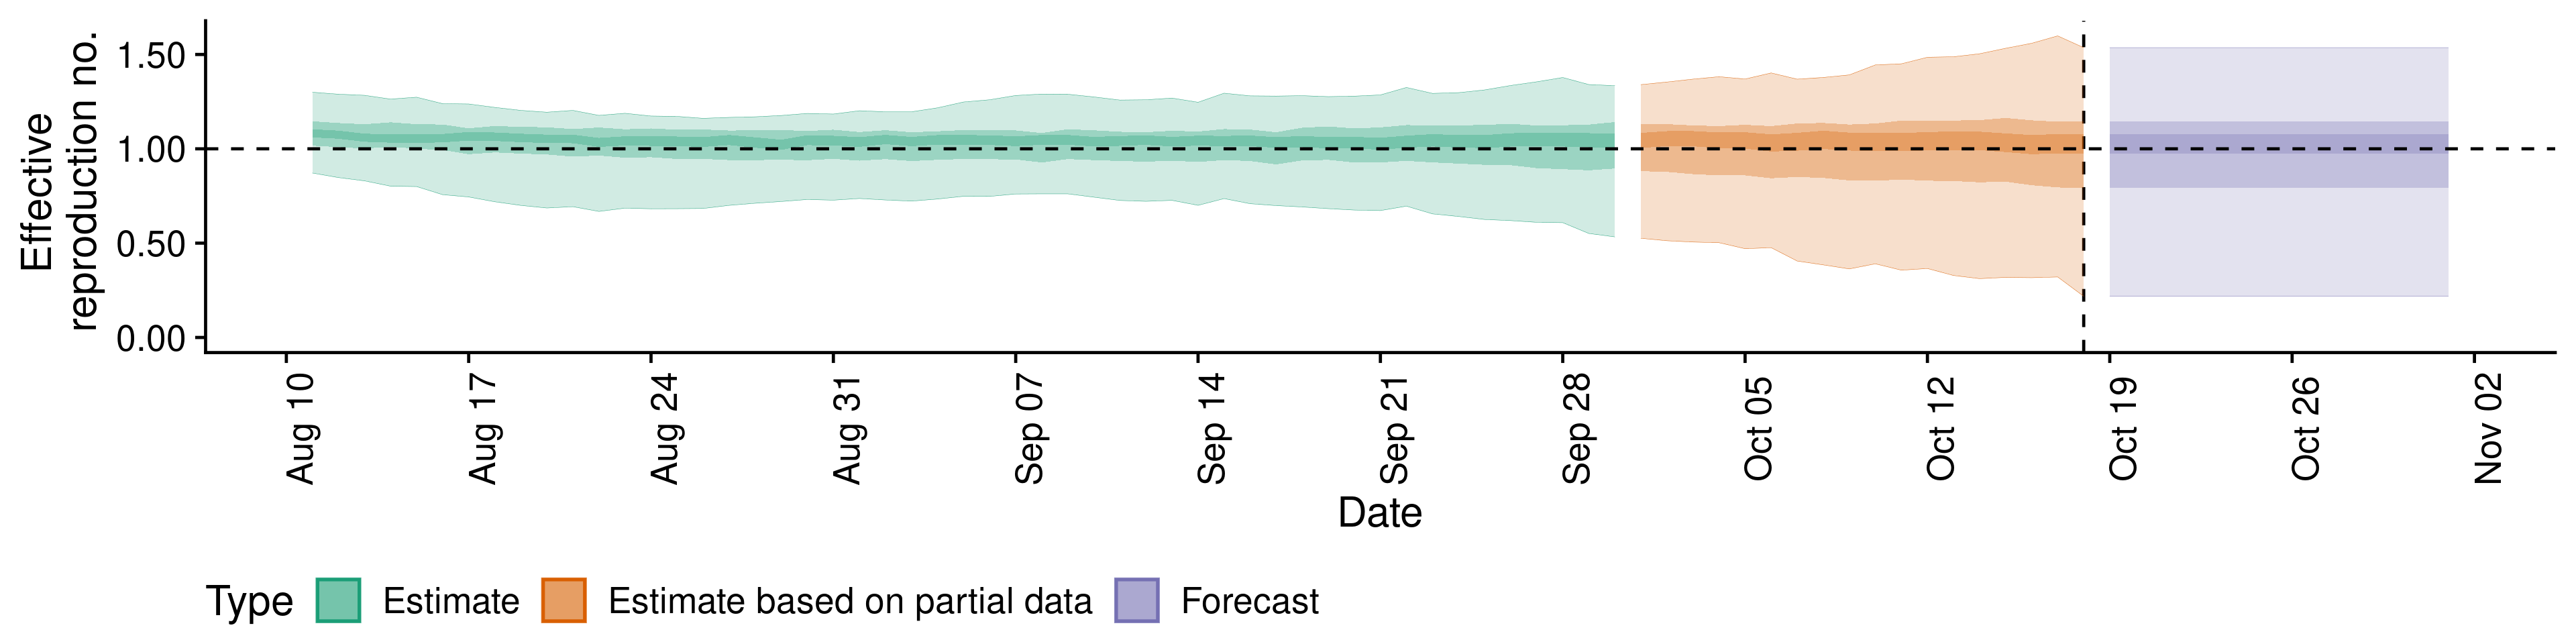 Effective
reproduction no.
1.50
1.00
0.50
0.00
Aug 10
Aug 17
Aug 24
Aug 31
Sep 07
Sep 14
Sep 21
Sep 28
Oct 05
Oct 12
Oct 19
Oct 26
Nov 02
Date
Type Estimate Estimate based on partial data Forecast